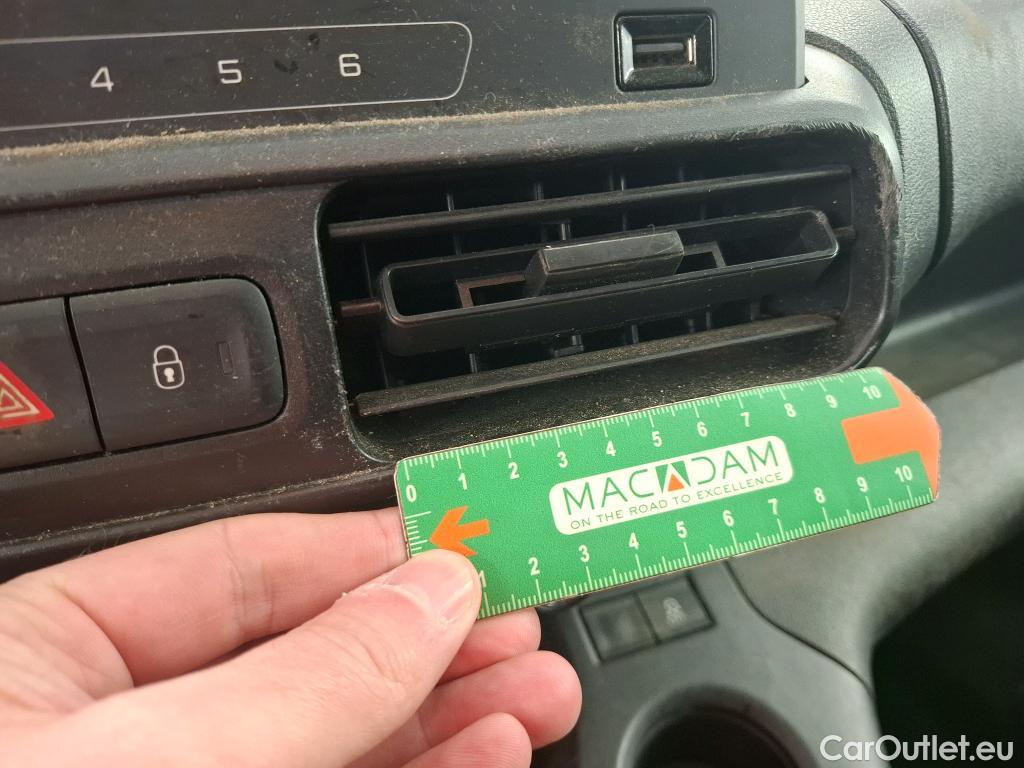 4 5 6
0 1 2 3 4 5 6 7 8 9 10
MACADAM
ON THE ROAD TO EXCELLENCE
1 2 3 4 5 6 7 8 9 10
CarOutlet.eu